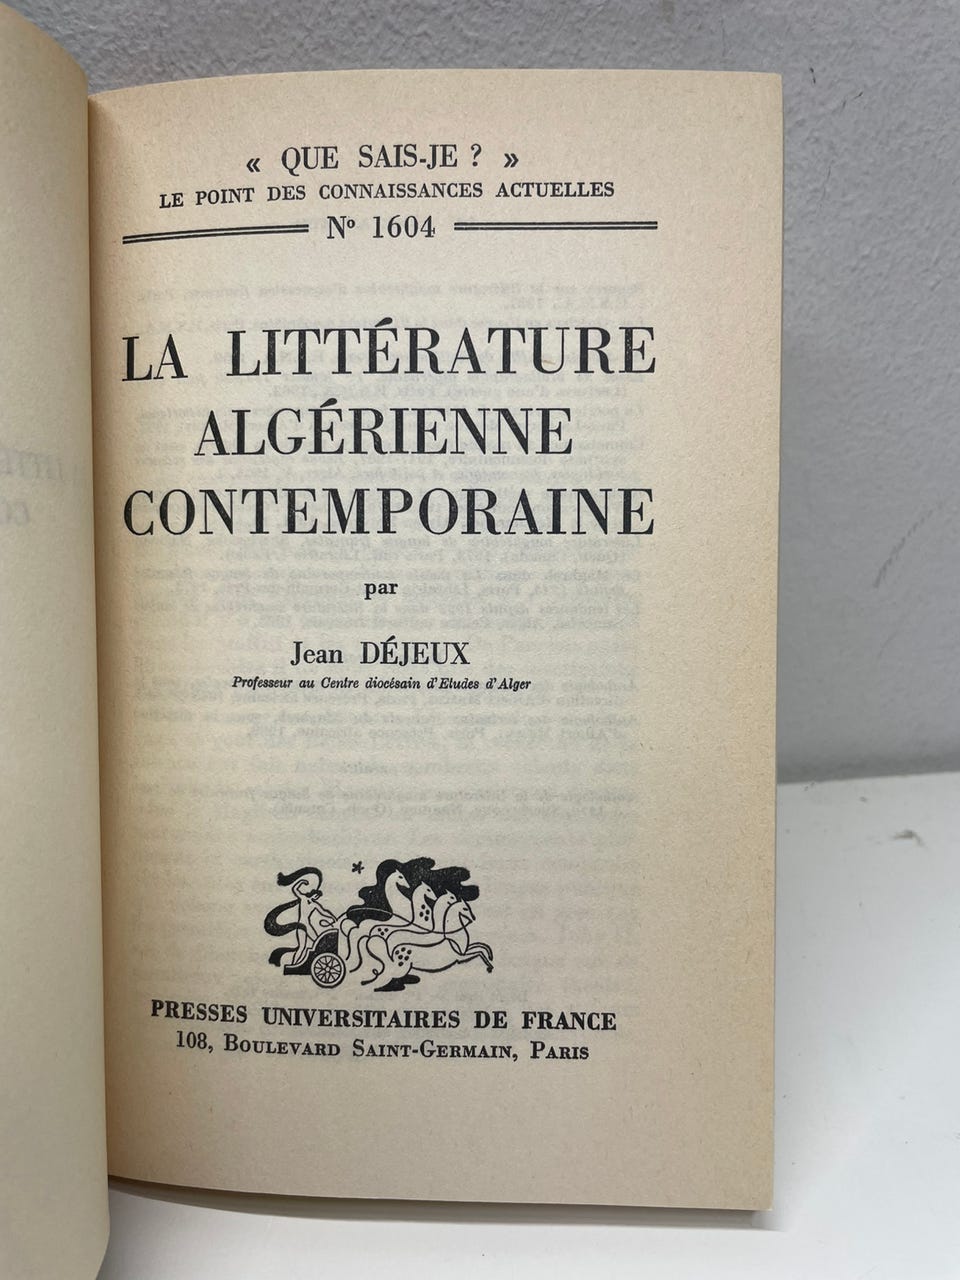 « QUE SAIS-JE ? »
LE POINT DES CONNAISSANCES ACTUELLES
Nº 1604
LA LITTÉRATURE
ALGÉRIENNE
CONTEMPORAINE
par
Jean DÉJEUX
Professeur au Centre diocésain d'Etudes d'Alger
PRESSES UNIVERSITAIRES DE FRANCE
108, BOULEVARD SAINT-GERMAIN, PARIS